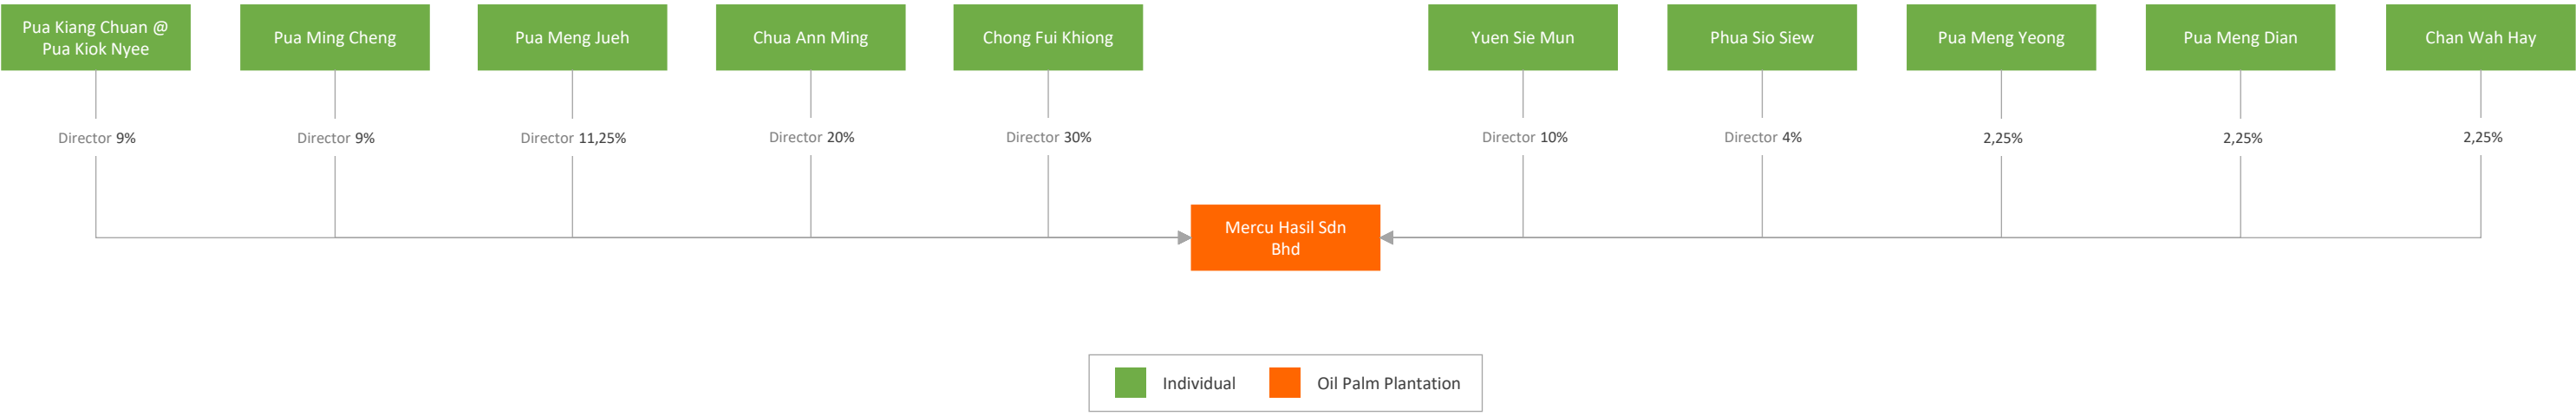 Pua Kiang Chuan @
Pua Kiok Nyee
Pua Ming Cheng
Pua Meng Jueh
Chua Ann Ming
Chong Fui Khiong
Yuen Sie Mun
Phua Sio Siew
Pua Meng Yeong
Pua Meng Dian
Chan Wah Hay
Director 9%
Director 9%
Director 11,25%
Director 20%
Director 30%
Director 10%
Director 4%
2,25%
2,25%
2,25%
Mercu Hasil Sdn
Bhd
Individual
Oil Palm Plantation